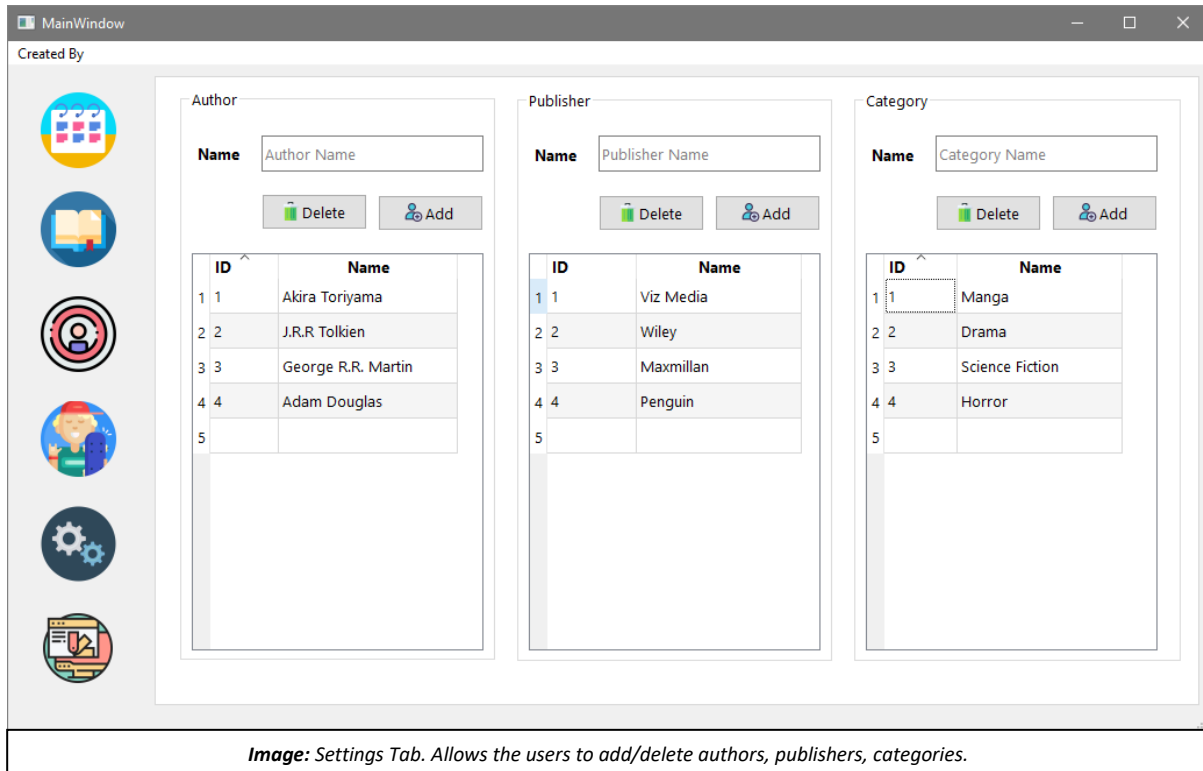 MainWindow
Created By
Author
Name Author Name
Delete Add
ID Name
1 1 Akira Toriyama
2 2 J.R.R Tolkien
3 3 George R.R. Martin
4 4 Adam Douglas
5
Publisher
Name Publisher Name
Delete Add
ID Name
1 1 Viz Media
2 2 Wiley
3 3 Maxmillan
4 4 Penguin
5
Category
Name Category Name
Delete Add
ID Name
1 1 Manga
2 2 Drama
3 3 Science Fiction
4 4 Horror
5
Image: Settings Tab. Allows the users to add/delete authors, publishers, categories.